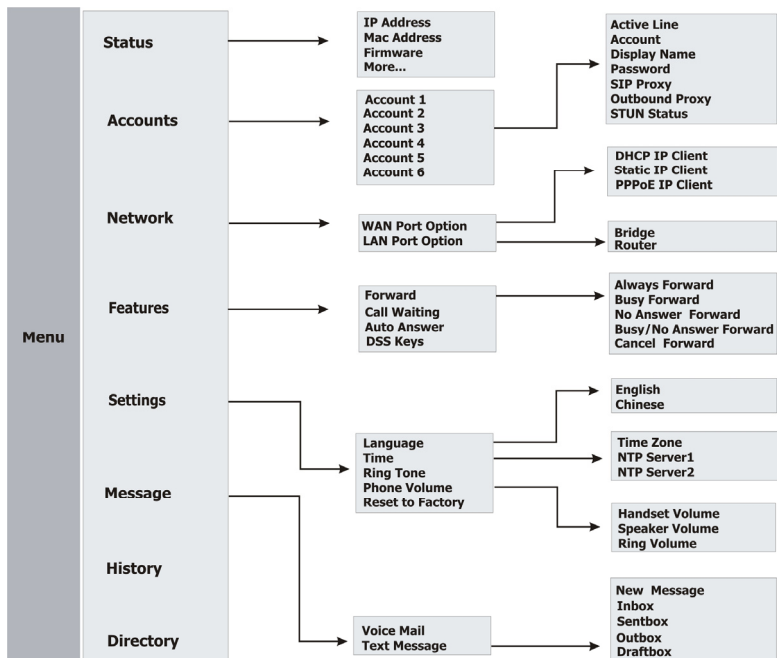 Menu
Status
IP Address
Mac Address
Firmware
More...
Accounts
Account 1
Account 2
Account 3
Account 4
Account 5
Account 6
Active Line
Account
Display Name
Password
SIP Proxy
Outbound Proxy
STUN Status
Network
WAN Port Option
LAN Port Option
DHCP IP Client
Static IP Client
PPPoE IP Client
Bridge
Router
Features
Forward
Call Waiting
Auto Answer
DSS Keys
Always Forward
Busy Forward
No Answer Forward
Busy/No Answer Forward
Cancel Forward
Settings
Language
Time
Ring Tone
Phone Volume
Reset to Factory
English
Chinese
Time Zone
NTP Server1
NTP Server2
Handset Volume
Speaker Volume
Ring Volume
Message
Voice Mail
Text Message
New Message
Inbox
Sentbox
Outbox
Draftbox
History
Directory